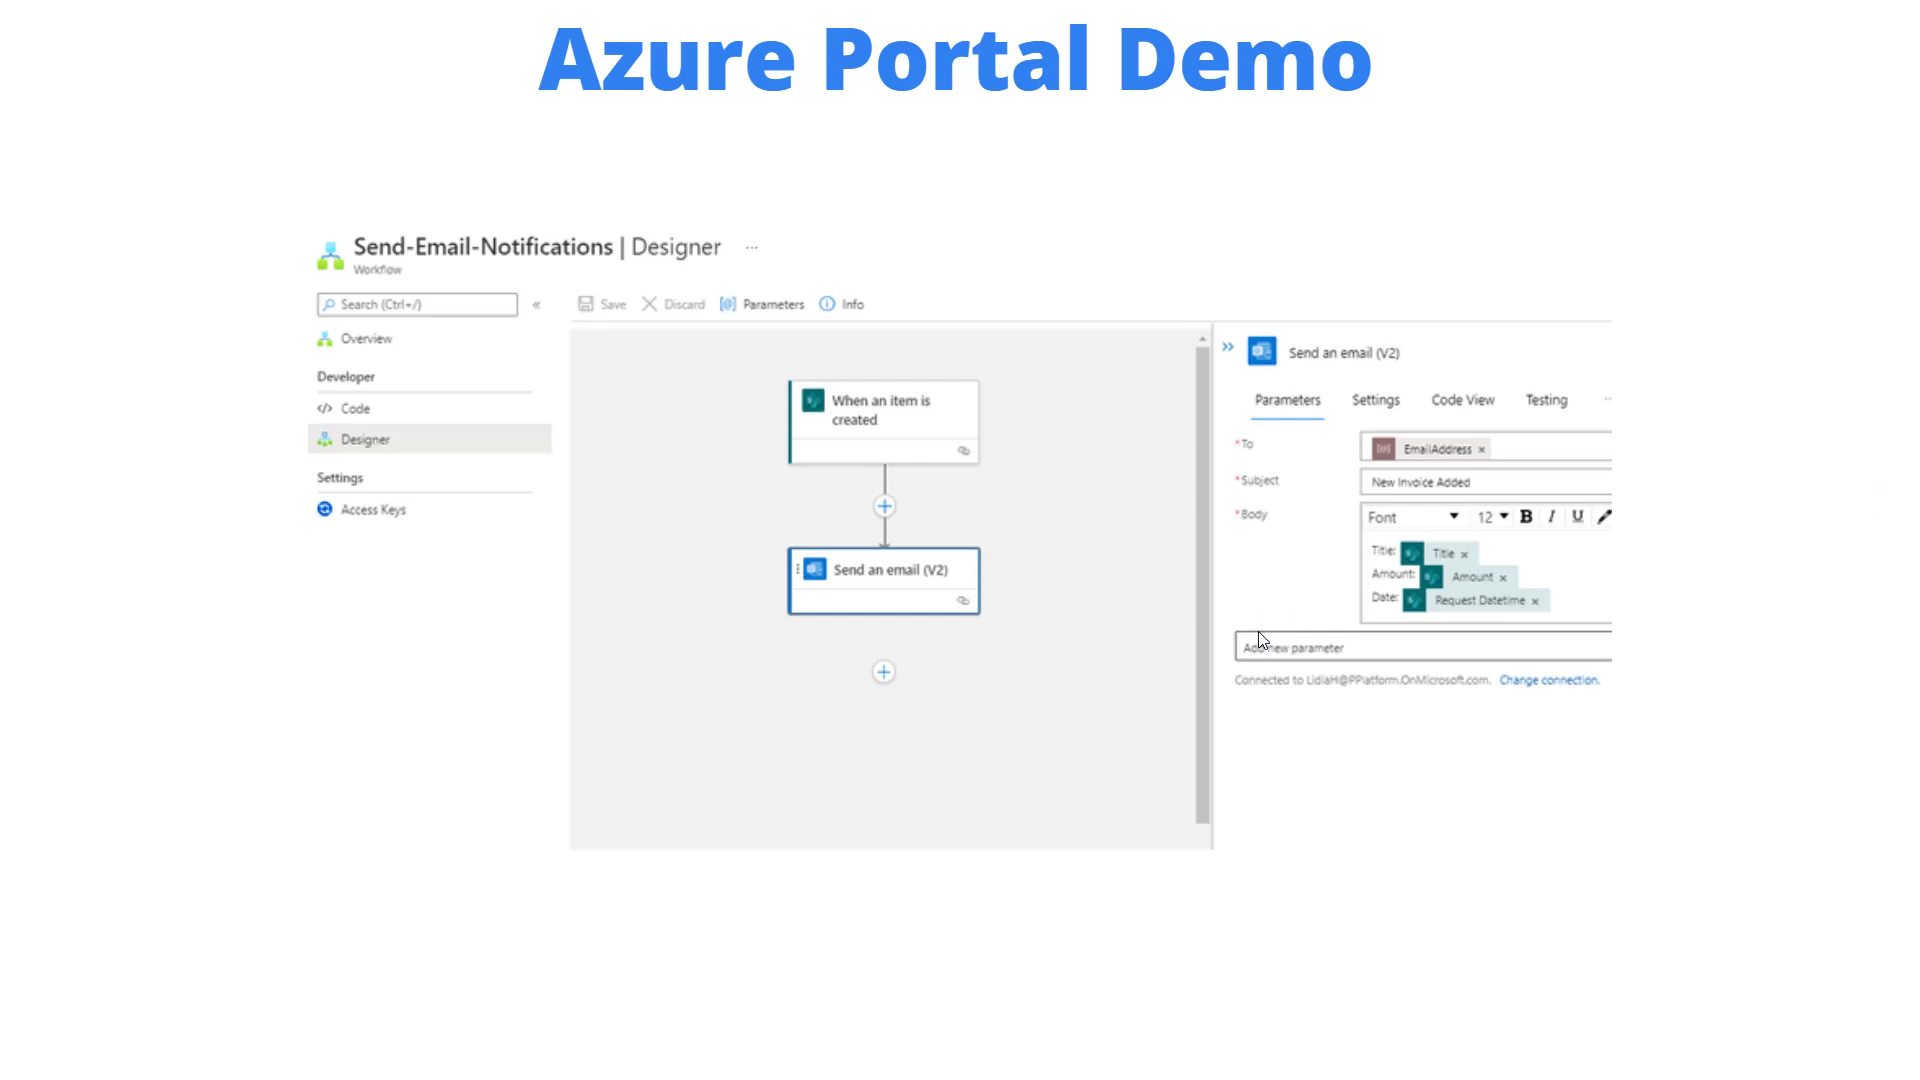 Azure Portal Demo
Send-Email-Notifications | Designer ...
Workflow
Search (Ctrl+/)
«
Overview
Developer
Code
Designer
Settings
Access Keys
Save Discard Parameters Info
When an item is created
Send an email (V2)
Send an email (V2)
Parameters Settings Code View Testing
* To EmailAddress ×
* Subject New Invoice Added
* Body Font 12 B I U
Title: Title ×
Amount: Amount ×
Date: Request Datetime ×
Add new parameter
Connected to LidiaH@PPlatform.OnMicrosoft.com. Change connection.